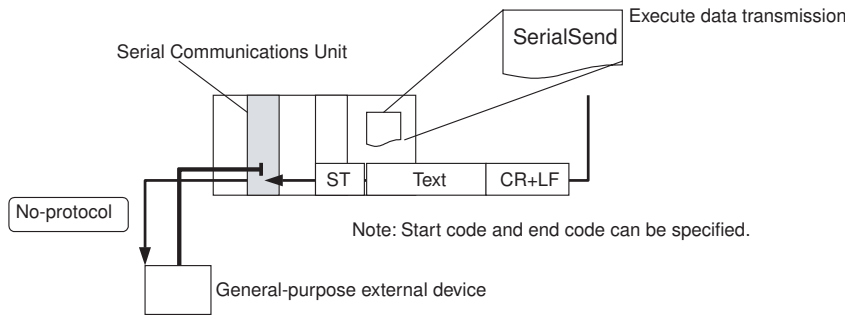 Execute data transmission
SerialSend
Serial Communications Unit
ST Text CR+LF
No-protocol
Note: Start code and end code can be specified.
General-purpose external device